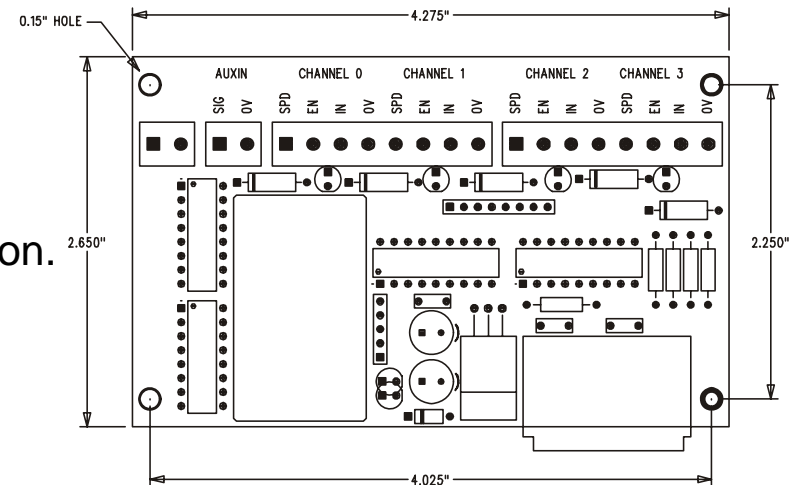 0.15" HOLE
4.275"
AUXIN CHANNEL 0 CHANNEL 1 CHANNEL 2 CHANNEL 3
SIG 0V SPD EN IN 0V SPD EN IN 0V SPD EN IN 0V SPD EN IN 0V
on.
2.650"
2.250"
4.025"